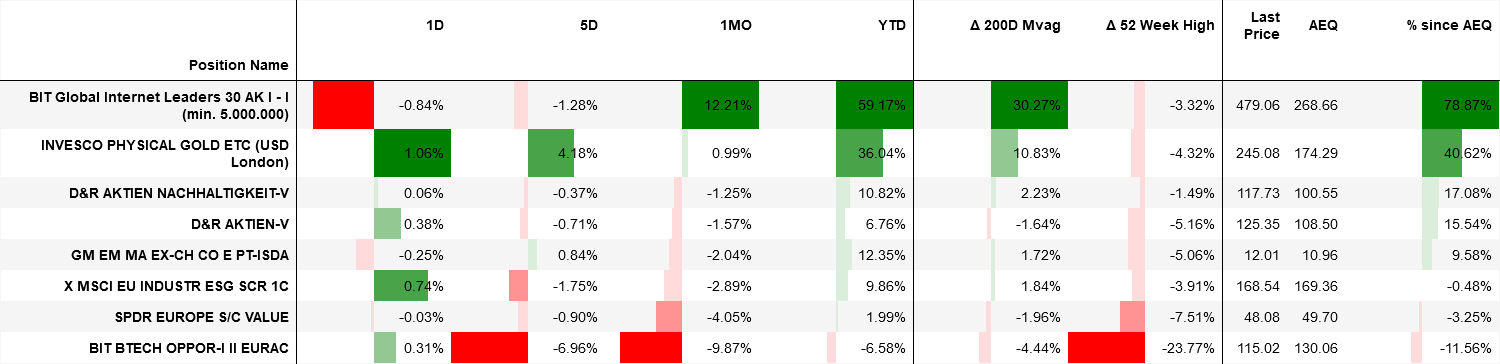 Position Name 1D 5D 1MO YTD Δ 200D Mvag Δ 52 Week High Last Price AEQ % since AEQ
BIT Global Internet Leaders 30 AK I - I (min. 5.000.000) -0.84% -1.28% 12.21% 59.17% 30.27% -3.32% 479.06 268.66 78.87%
INVESCO PHYSICAL GOLD ETC (USD London) 1.06% 4.18% 0.99% 36.04% 10.83% -4.32% 245.08 174.29 40.62%
D&R AKTIEN NACHHALTIGKEIT-V 0.06% -0.37% -1.25% 10.82% 2.23% -1.49% 117.73 100.55 17.08%
D&R AKTIEN-V 0.38% -0.71% -1.57% 6.76% -1.64% -5.16% 125.35 108.50 15.54%
GM EM MA EX-CH CO E PT-ISDA -0.25% 0.84% -2.04% 12.35% 1.72% -5.06% 12.01 10.96 9.58%
X MSCI EU INDUSTR ESG SCR 1C 0.74% -1.75% -2.89% 9.86% 1.84% -3.91% 168.54 169.36 -0.48%
SPDR EUROPE S/C VALUE -0.03% -0.90% -4.05% 1.99% -1.96% -7.51% 48.08 49.70 -3.25%
BIT BTECH OPPOR-I II EURAC 0.31% -6.96% -9.87% -6.58% -4.44% -23.77% 115.02 130.06 -11.56%